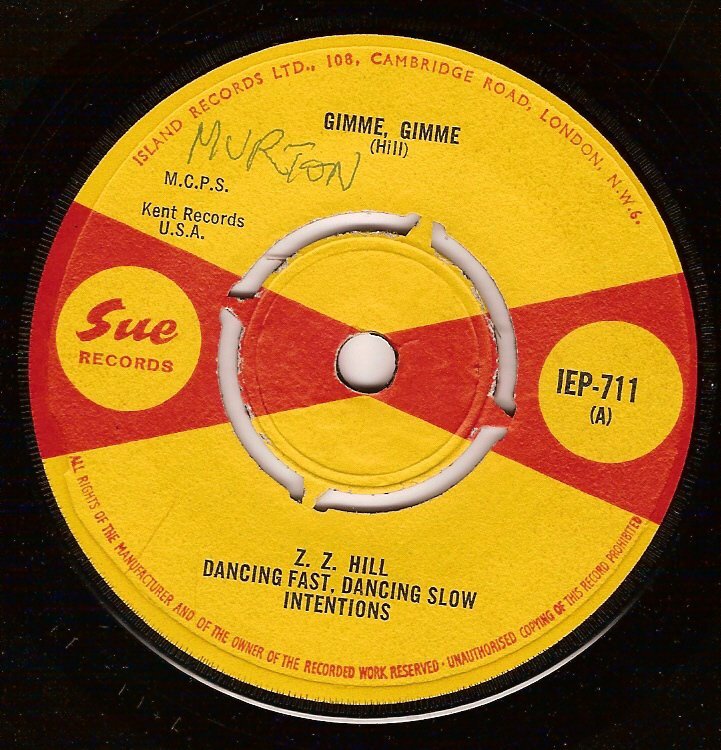 ISLAND RECORDS LTD., 108, CAMBRIDGE ROAD, LONDON, N.W.6.
GIMME, GIMME
(Hill)
MURTON
M.C.P.S.
Kent Records
U.S.A.
Sue
RECORDS
IEP-711
(A)
Z. Z. HILL
DANCING FAST, DANCING SLOW
INTENTIONS
ALL RIGHTS OF THE MANUFACTURER AND OF THE OWNER OF THE RECORDED WORK RESERVED · UNAUTHORISED COPYING OF THIS RECORD PROHIBITED